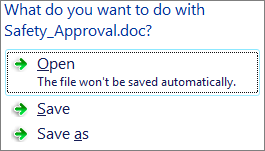 What do you want to do with
Safety_Approval.doc?
Open
The file won't be saved automatically.
Save
Save as